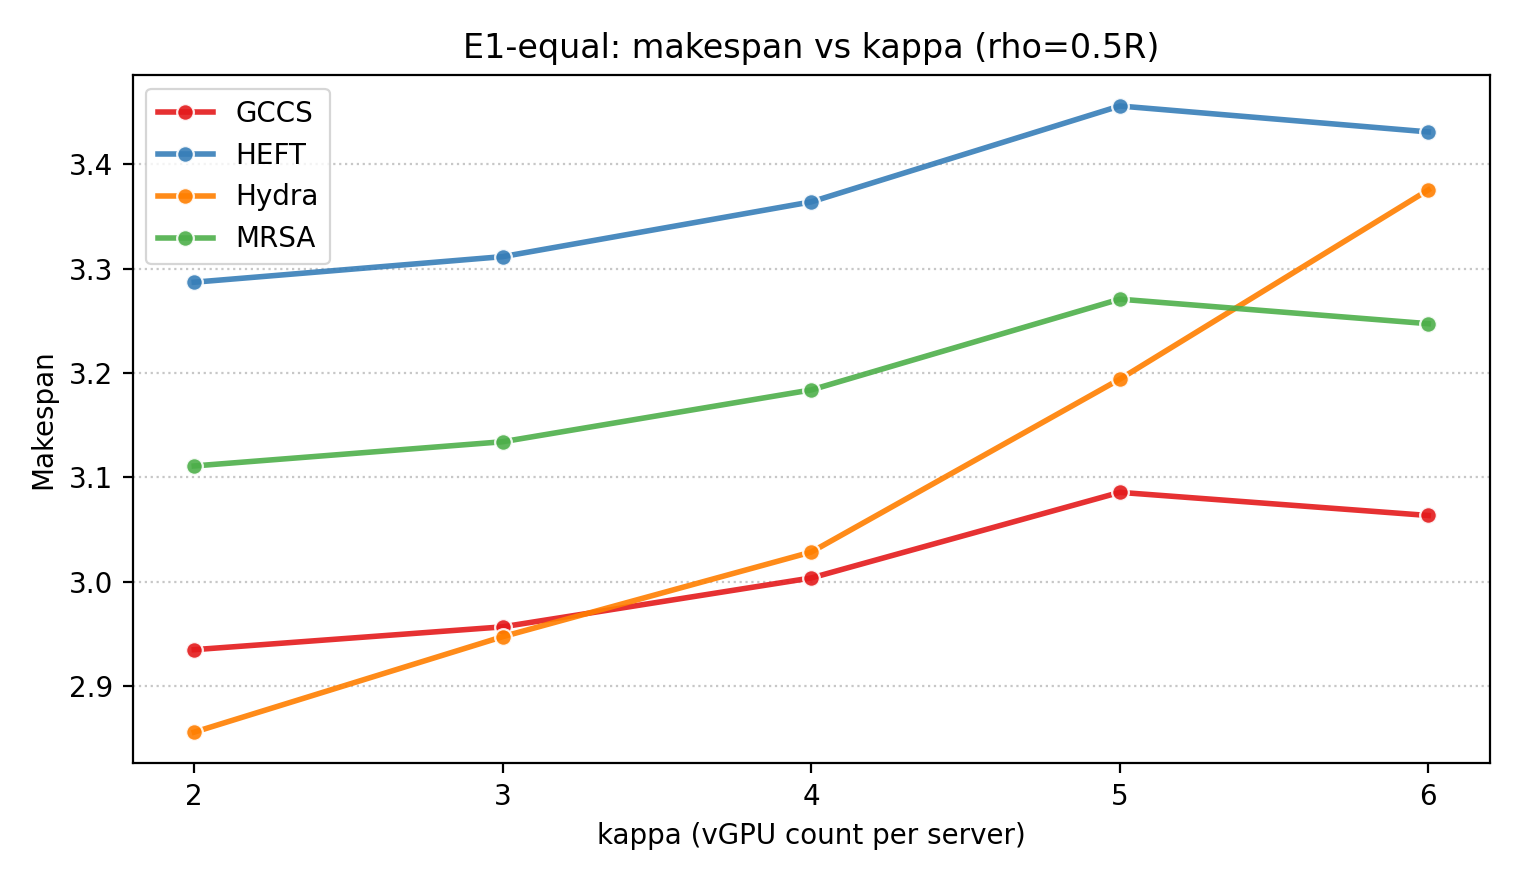 E1-equal: makespan vs kappa (rho=0.5R)
GCCS
HEFT
Hydra
MRSA
Makespan
3.4
3.3
3.2
3.1
3.0
2.9
2 3 4 5 6
kappa (vGPU count per server)